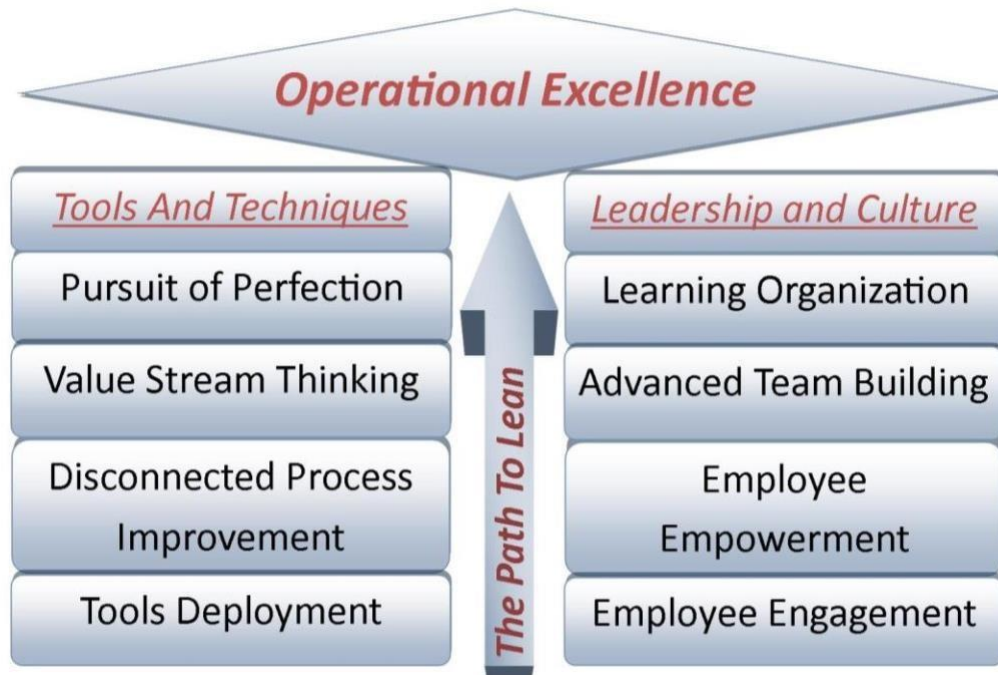 Operational Excellence
Tools And Techniques
Pursuit of Perfection
Value Stream Thinking
Disconnected Process
Improvement
Tools Deployment
The Path To Lean
Leadership and Culture
Learning Organization
Advanced Team Building
Employee
Empowerment
Employee Engagement